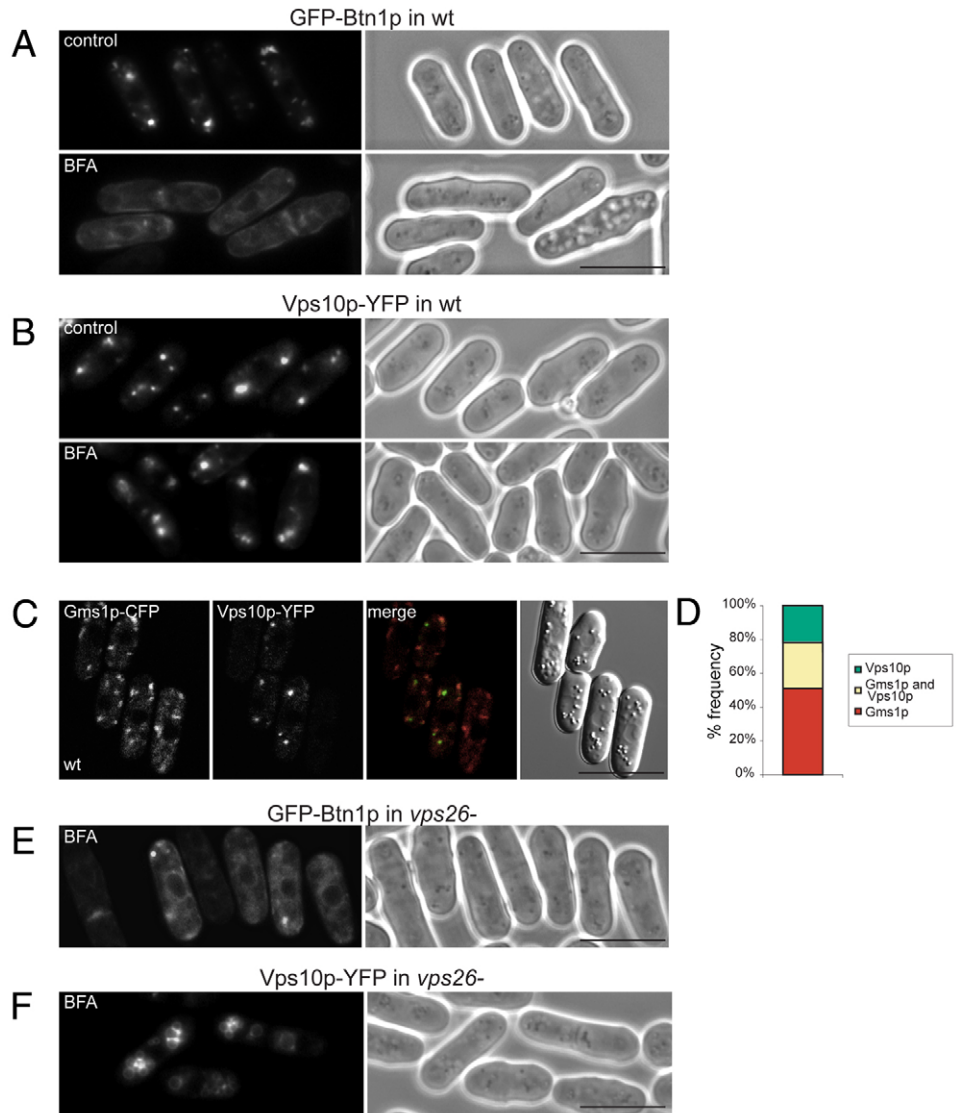 GFP-Btn1p in wt
A
control
BFA
Vps10p-YFP in wt
B
control
BFA
C
Gms1p-CFP
Vps10p-YFP
merge
wt
D
100%
80%
60%
40%
20%
0%
% frequency
Vps10p
Gms1p and
Vps10p
Gms1p
GFP-Btn1p in vps26-
E
BFA
Vps10p-YFP in vps26-
F
BFA